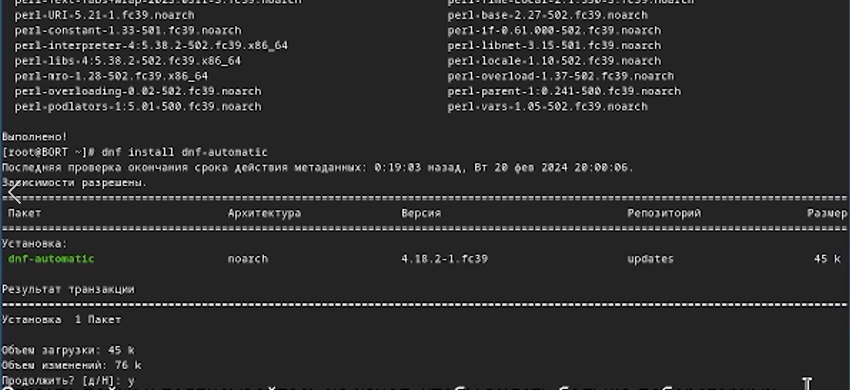 perl-URI-5.21-1.fc39.noarch perl-base-2.27-502.fc39.noarch
perl-constant-1.33-501.fc39.noarch perl-if-0.61.000-502.fc39.noarch
perl-interpreter-4:5.38.2-502.fc39.x86_64 perl-libnet-3.15-501.fc39.noarch
perl-libs-4:5.38.2-502.fc39.x86_64 perl-locale-1.10-502.fc39.noarch
perl-mro-1.28-502.fc39.x86_64 perl-overload-1.37-502.fc39.noarch
perl-overloading-0.02-502.fc39.noarch perl-parent-1:0.241-500.fc39.noarch
perl-podlators-1:5.01-500.fc39.noarch perl-vars-1.05-502.fc39.noarch
Выполнено!
[root@BORT ~]# dnf install dnf-automatic
Последняя проверка окончания срока действия метаданных: 0:19:03 назад, Вт 20 фев 2024 20:00:06.
Зависимости разрешены.
Пакет Архитектура Версия Репозиторий Размер
Установка:
dnf-automatic noarch 4.18.2-1.fc39 updates 45 k
Результат транзакции
Установка 1 Пакет
Объем загрузки: 45 k
Объем изменений: 76 k
Продолжить? [д/Н]: y